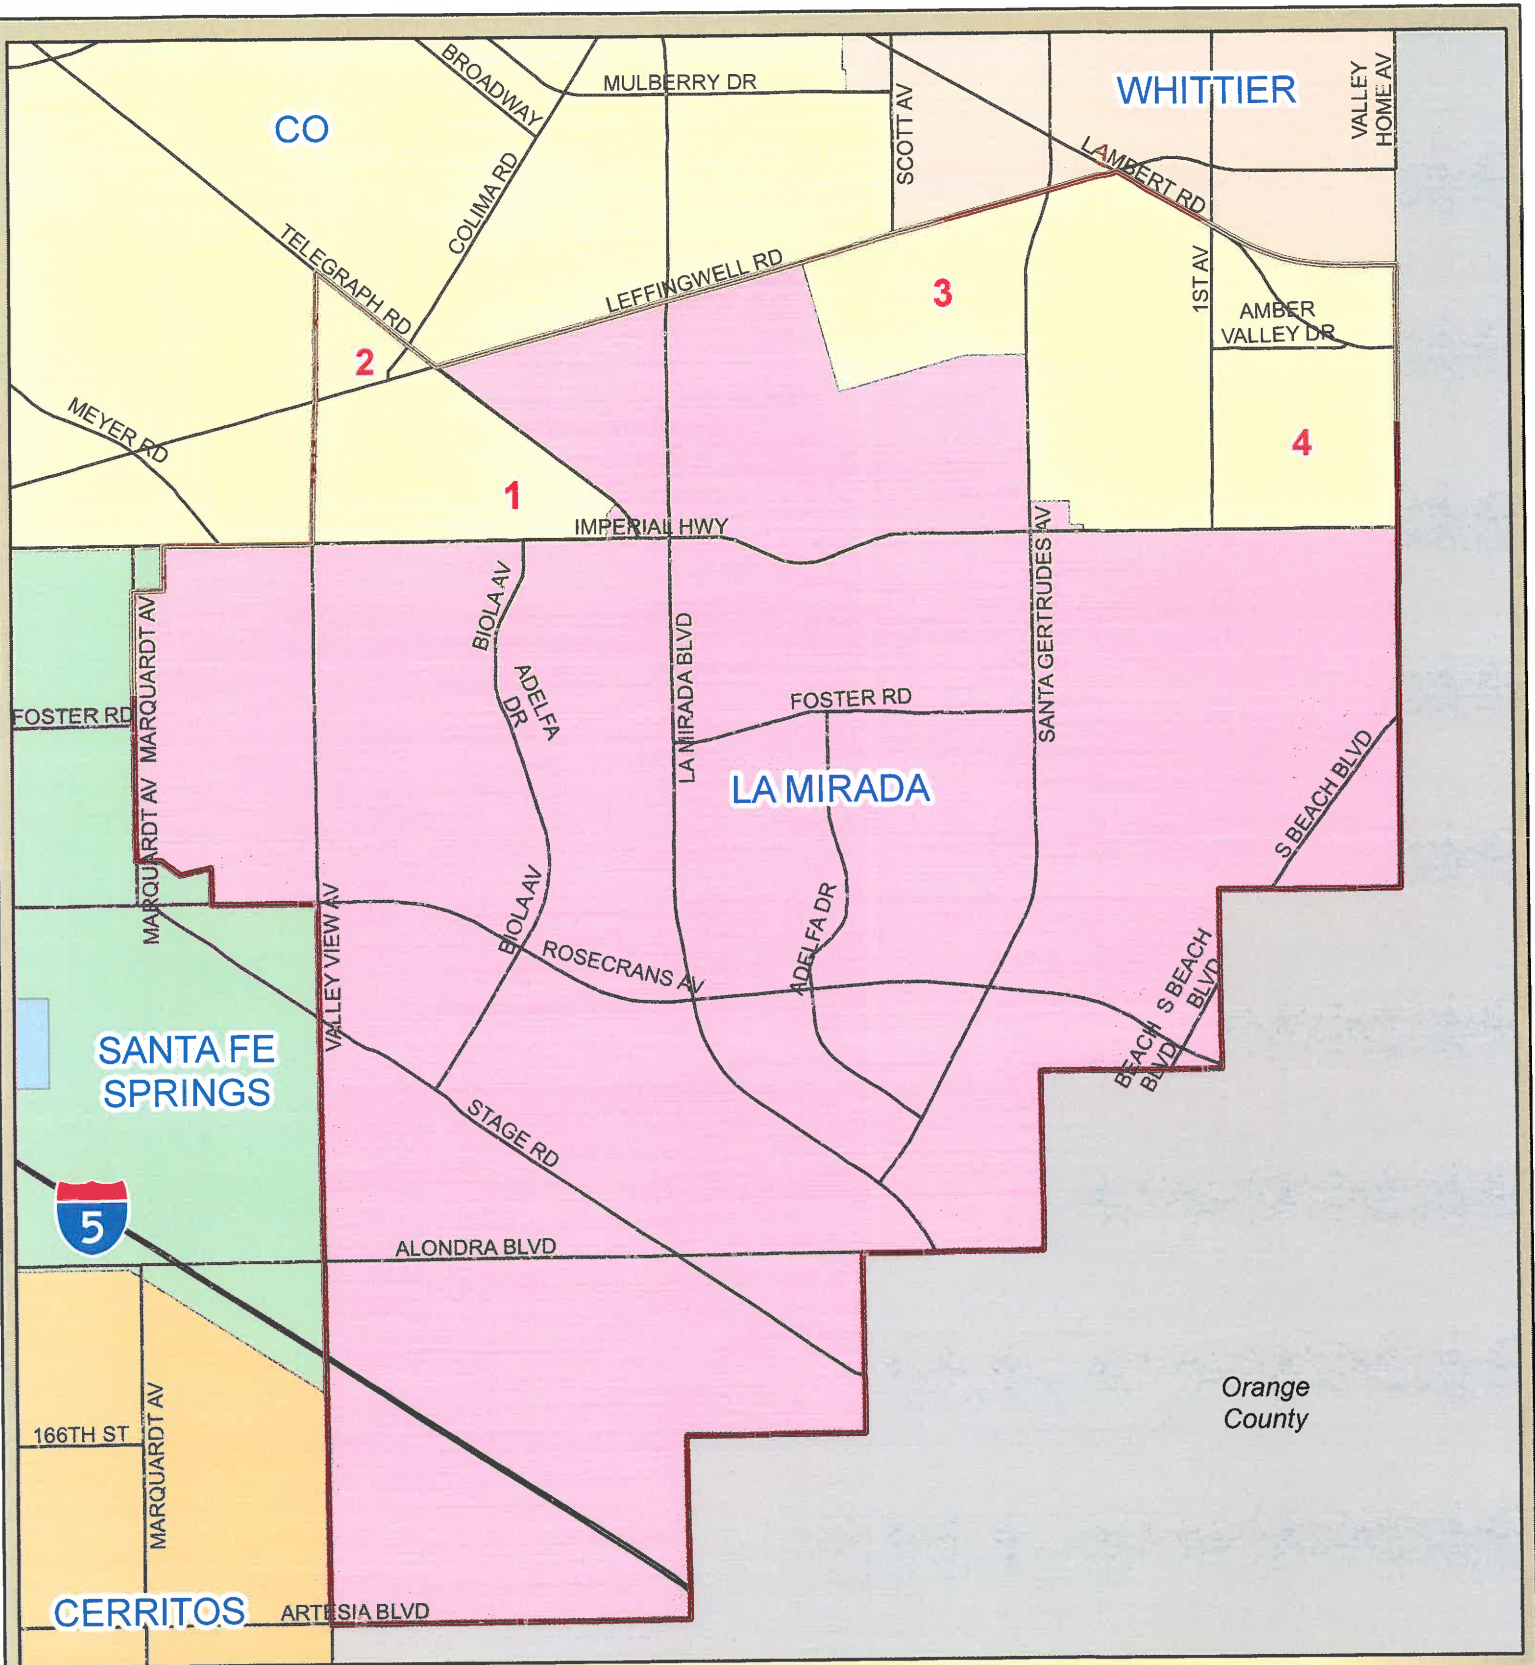 BROADWAY
MULBERRY DR
SCOTT AV
WHITTIER
VALLEY
HOME AV
CO
COLIMA RD
LAMBERT RD
TELEGRAPH RD
LEFFINGWELL RD
1ST AV
3
AMBER
VALLEY DR
2
MEYER RD
4
1
IMPERIAL HWY
SANTA GERTRUDES AV
BIOLA AV
MARQUARDT AV
LA MIRADA BLVD
ADELFA
DR
FOSTER RD
FOSTER RD
LA MIRADA
S BEACH BLVD
MARQUARDT AV
MARQUARDT AV
BIOLA AV
ADELFA DR
VALLEY VIEW AV
ROSECRANS AV
S BEACH
BLVD
BEACH
BLVD
SANTA FE
SPRINGS
STAGE RD
5
ALONDRA BLVD
Orange
County
166TH ST
MARQUARDT AV
CERRITOS
ARTESIA BLVD